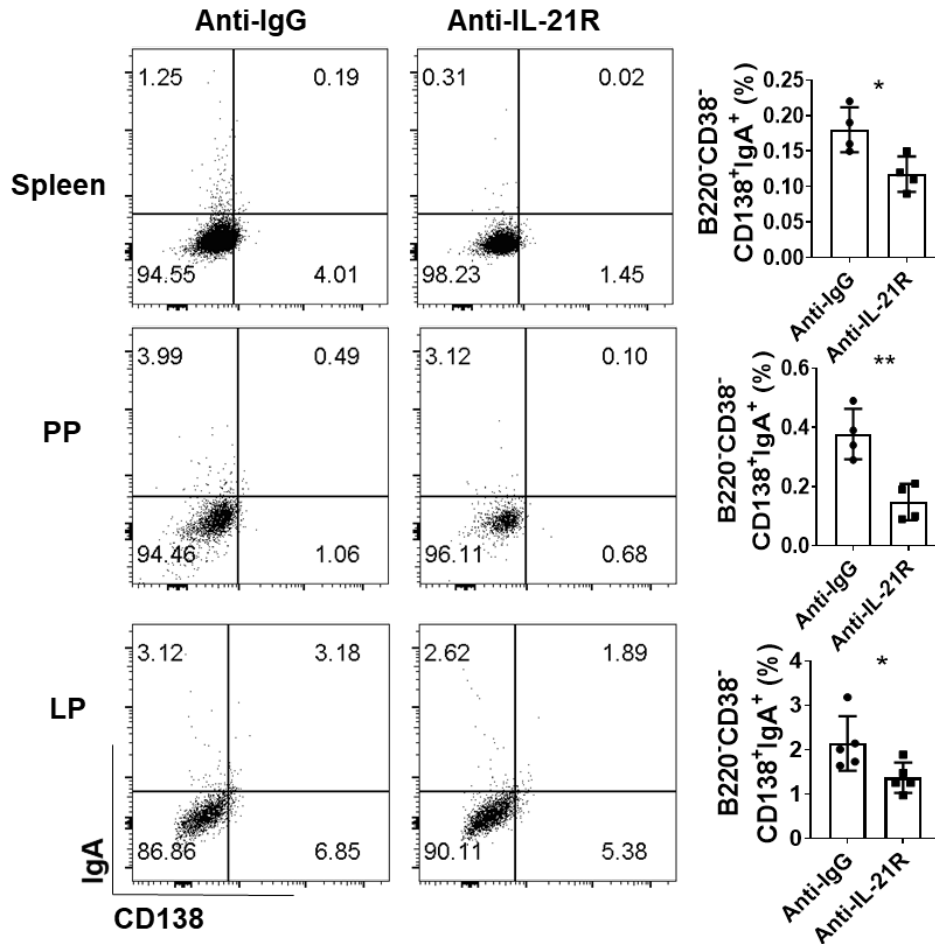 Anti-IgG Anti-IL-21R
Spleen
1.25 0.19
94.55 4.01
0.31 0.02
98.23 1.45
B220⁻CD38⁻
CD138⁺IgA⁺ (%)
0.25
0.20
0.15
0.10
0.05
0.00
*
Anti-IgG
Anti-IL-21R
PP
3.99 0.49
94.46 1.06
3.12 0.10
96.11 0.68
B220⁻CD38⁻
CD138⁺IgA⁺ (%)
0.6
0.4
0.2
0.0
**
Anti-IgG
Anti-IL-21R
LP
3.12 3.18
86.86 6.85
2.62 1.89
90.11 5.38
B220⁻CD38⁻
CD138⁺IgA⁺ (%)
4
3
2
1
0
*
Anti-IgG
Anti-IL-21R
IgA
CD138